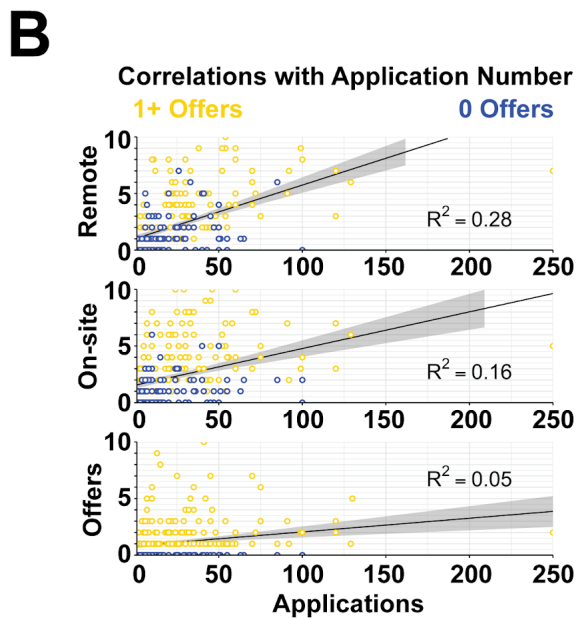 B
Correlations with Application Number
1+ Offers 0 Offers
Remote
10
5
0
R² = 0.28
0 50 100 150 200 250
On-site
10
5
0
R² = 0.16
0 50 100 150 200 250
Offers
10
5
0
R² = 0.05
0 50 100 150 200 250
Applications